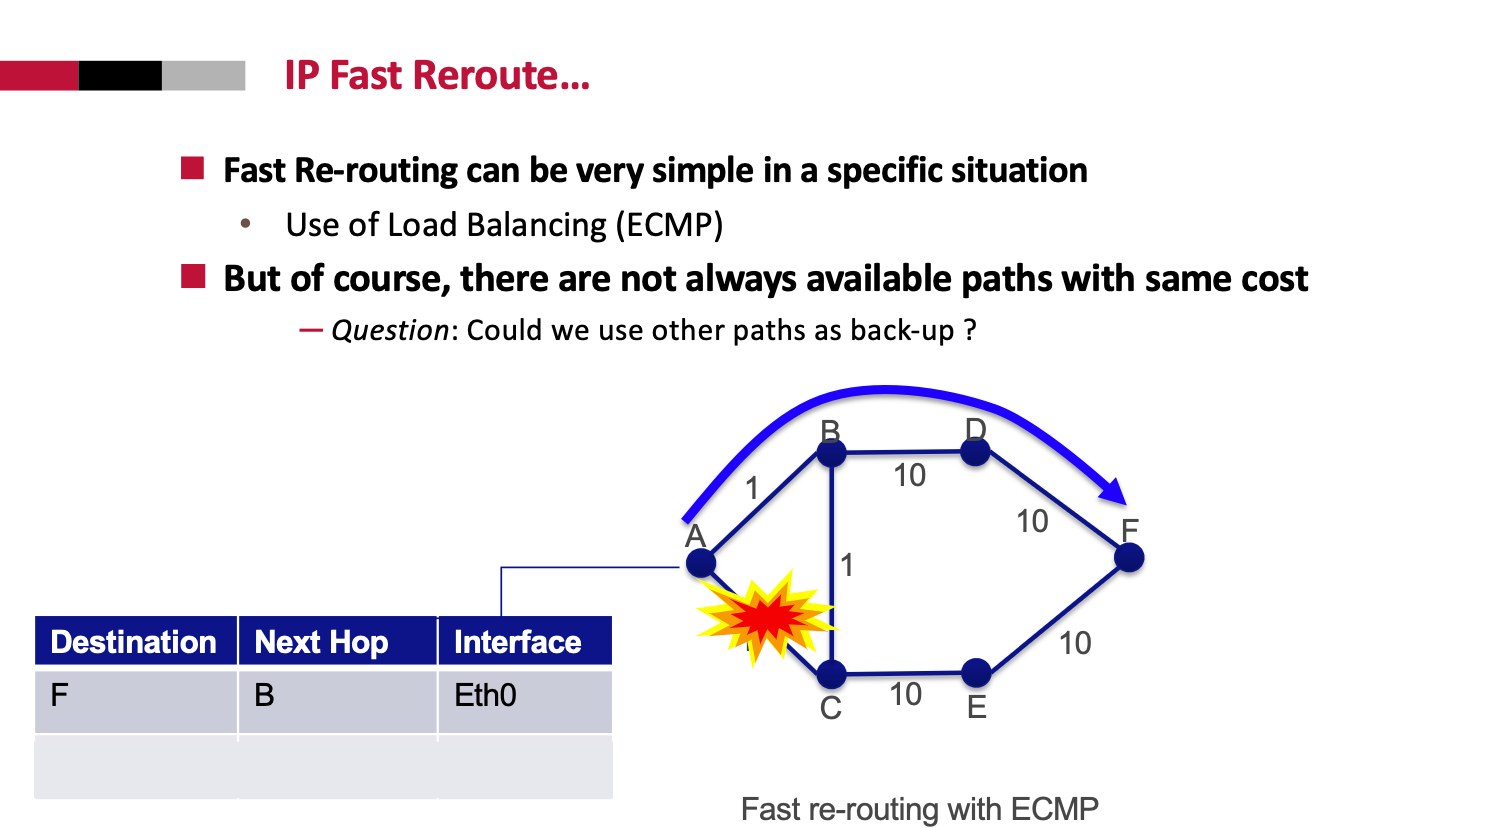 IP Fast Reroute...
Fast Re-routing can be very simple in a specific situation
Use of Load Balancing (ECMP)
But of course, there are not always available paths with same cost
Question: Could we use other paths as back-up ?
B
D
1
10
10
A
F
1
10
C
10
E
Destination Next Hop Interface
F B Eth0
Fast re-routing with ECMP